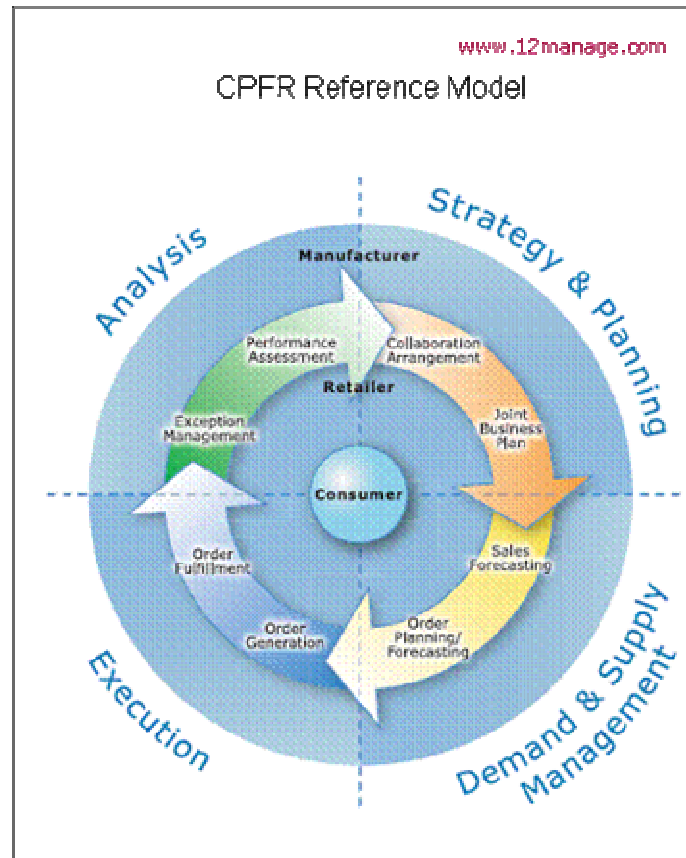 www.12manage.com
CPFR Reference Model
Analysis
Strategy & Planning
Manufacturer
Performance
Assessment
Collaboration
Arrangement
Retailer
Exception
Management
Joint
Business
Plan
Consumer
Order
Fulfillment
Sales
Forecasting
Order
Generation
Order
Planning/
Forecasting
Execution
Demand & Supply
Management